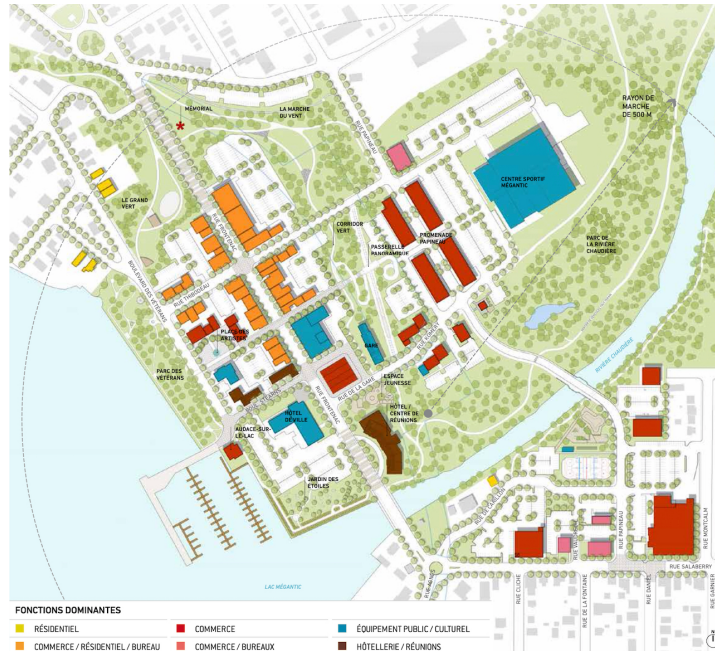 MÉMORIAL
LA MARCHE
DU VENT
RUE PAPINEAU
RAYON DE
MARCHE
DE 500 M
CENTRE SPORTIF
MÉGANTIC
LE GRAND
VERT
RUE FRONTENAC
CORRIDOR
VERT
PASSERELLE
PANORAMIQUE
PROMENADE
PAPINEAU
PARC DE
LA RIVIÈRE
CHAUDIÈRE
BOULEVARD DES VÉTÉRANS
RUE THIBODEAU
PLACE DES
ARTISTES
GARE
RUE KOMERY
RIVIÈRE CHAUDIÈRE
PARC DES
VÉTÉRANS
ESPACE
JEUNESSE
RUE DE LA GARE
RUE FRONTENAC
HÔTEL /
CENTRE DE
RÉUNIONS
HÔTEL
DE VILLE
AUDACE-SUR-
LE-LAC
JARDIN DES
ÉTOILES
RUE PAPINEAU
RUE MONTCALM
RUE SALABERRY
RUE CLICHE
RUE DE LA FONTAINE
RUE GARNIER
LAC MÉGANTIC
FONCTIONS DOMINANTES
RÉSIDENTIEL
COMMERCE
ÉQUIPEMENT PUBLIC / CULTUREL
COMMERCE / RÉSIDENTIEL / BUREAU
COMMERCE / BUREAUX
HÔTELLERIE / RÉUNIONS